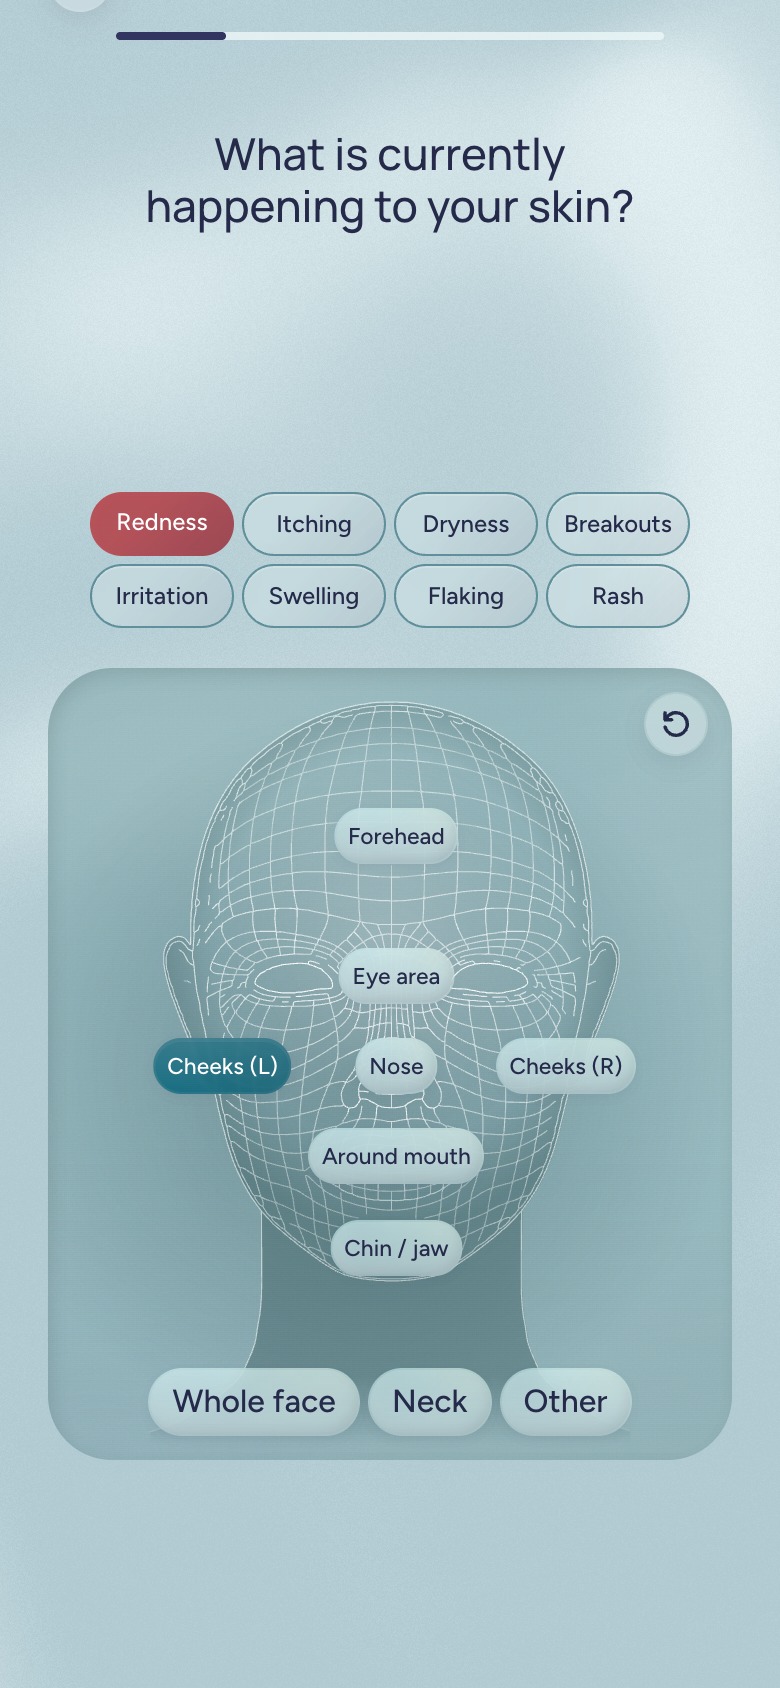 What is currently
happening to your skin?
Redness
Itching
Dryness
Breakouts
Irritation
Swelling
Flaking
Rash
Forehead
Eye area
Cheeks (L)
Nose
Cheeks (R)
Around mouth
Chin / jaw
Whole face
Neck
Other